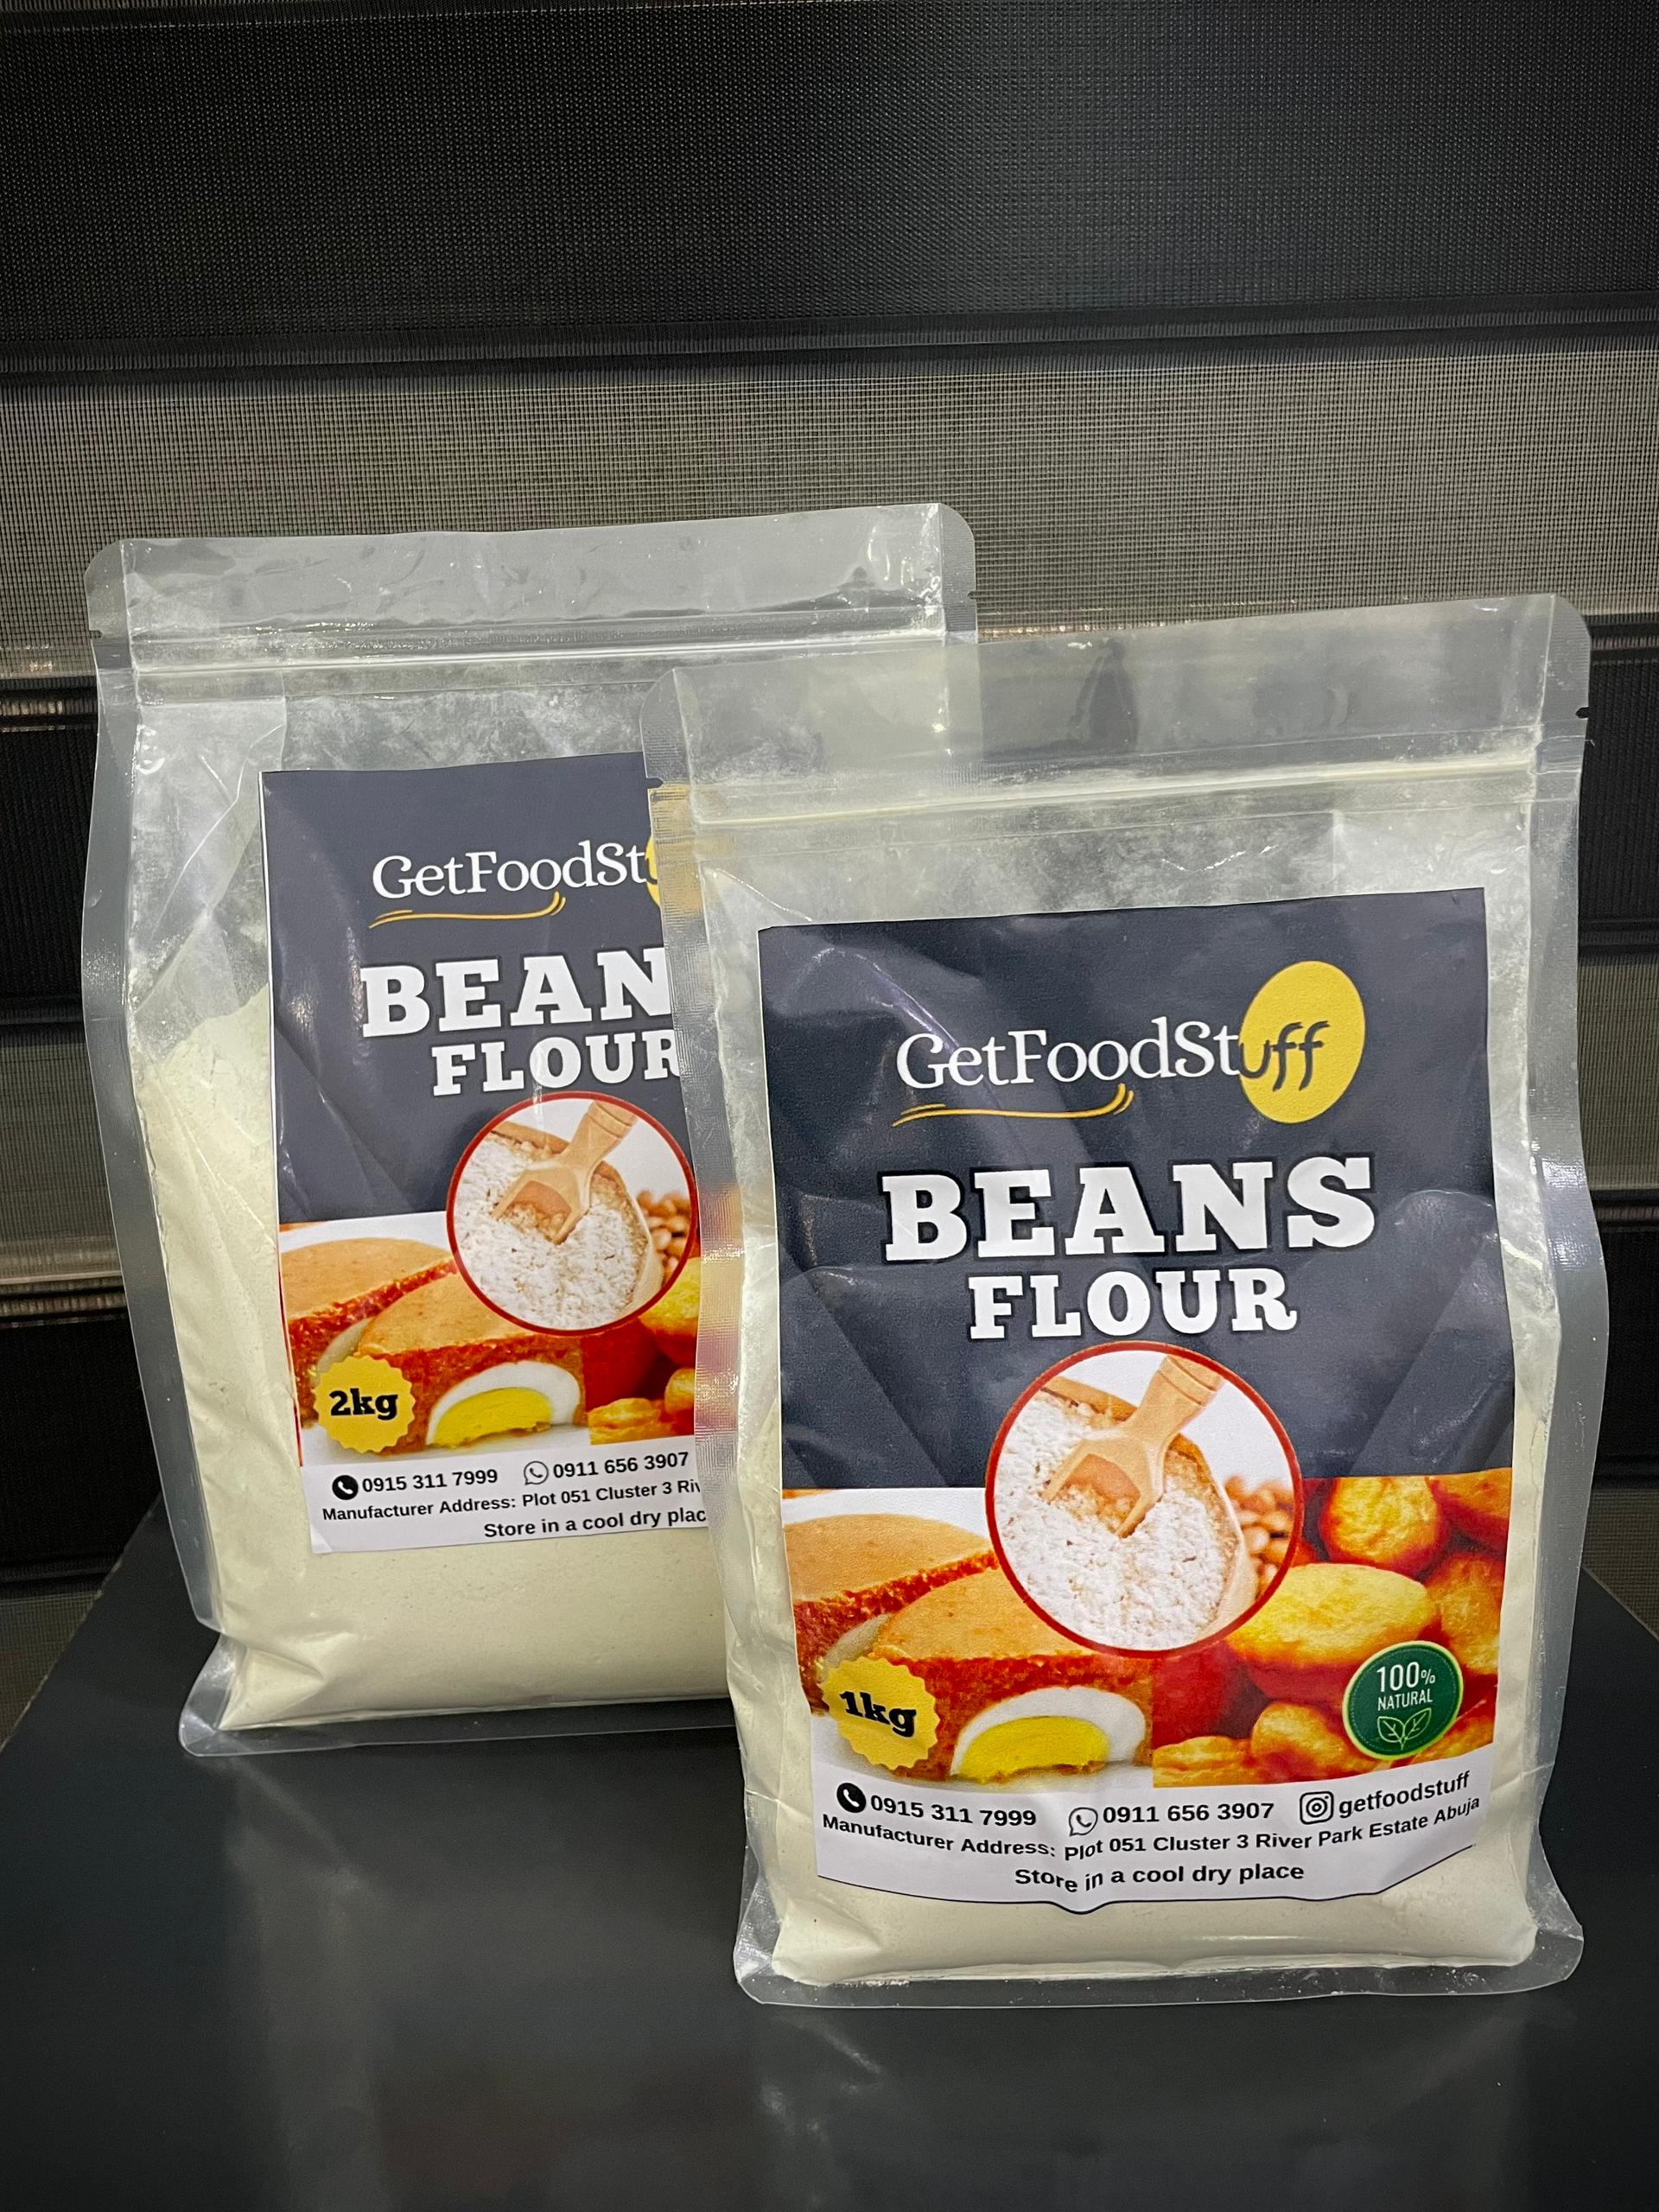 GetFoodSt
BEAN
FLOUR
2kg
0915 311 7999 0911 656 3907
Manufacturer Address: Plot 051 Cluster 3 Riv
Store in a cool dry plac
GetFoodStuff
BEANS
FLOUR
100%
NATURAL
1kg
0915 311 7999 0911 656 3907 getfoodstuff
Manufacturer Address: Plot 051 Cluster 3 River Park Estate Abuja
Store in a cool dry place